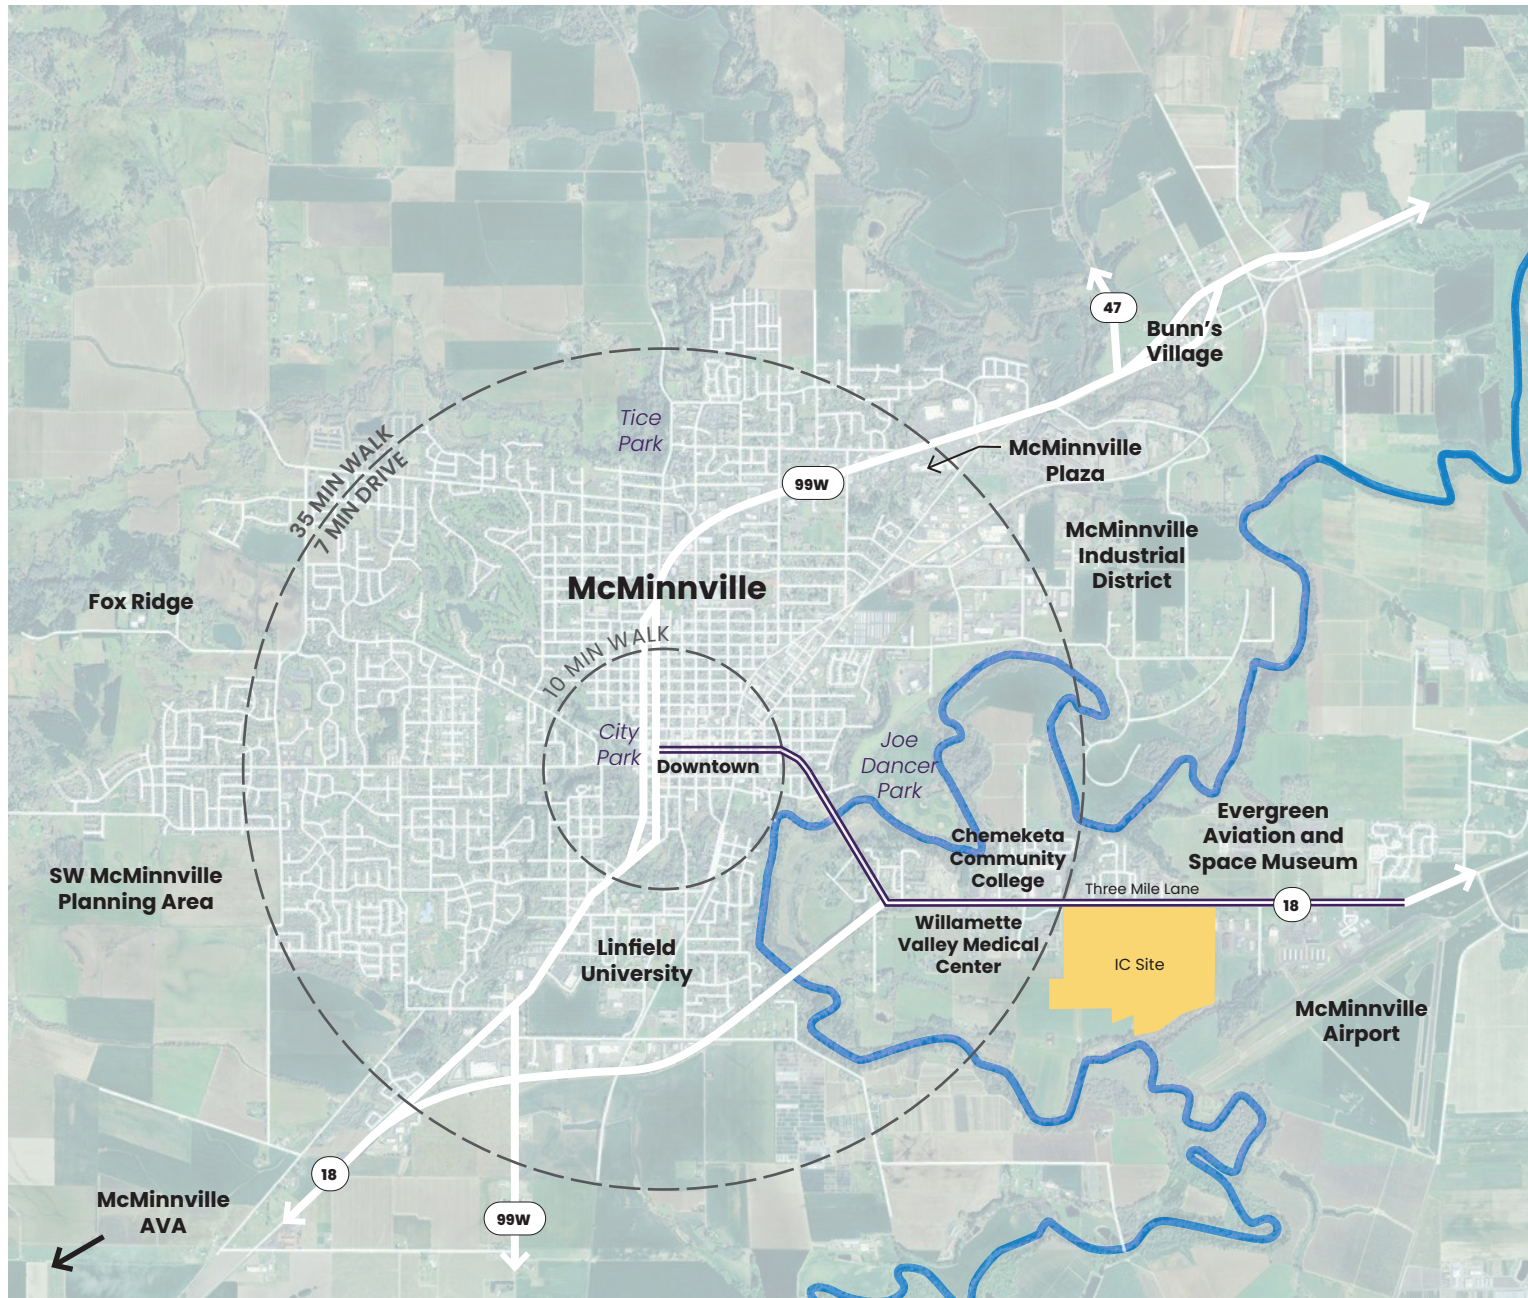 47
Bunn's
Village
Tice
Park
35 MIN WALK
7 MIN DRIVE
McMinnville
Plaza
99W
McMinnville
Industrial
District
McMinnville
Fox Ridge
10 MIN WALK
City
Park
Joe
Dancer
Park
Downtown
Evergreen
Aviation and
Space Museum
Chemeketa
Community
College
SW McMinnville
Planning Area
Three Mile Lane
18
Willamette
Valley Medical
Center
Linfield
University
IC Site
McMinnville
Airport
18
McMinnville
AVA
99W